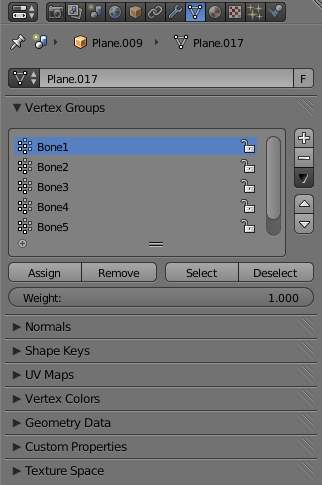 Plane.009 Plane.017
Plane.017 F
Vertex Groups
Bone1
Bone2
Bone3
Bone4
Bone5
Assign Remove Select Deselect
Weight: 1.000
Normals
Shape Keys
UV Maps
Vertex Colors
Geometry Data
Custom Properties
Texture Space